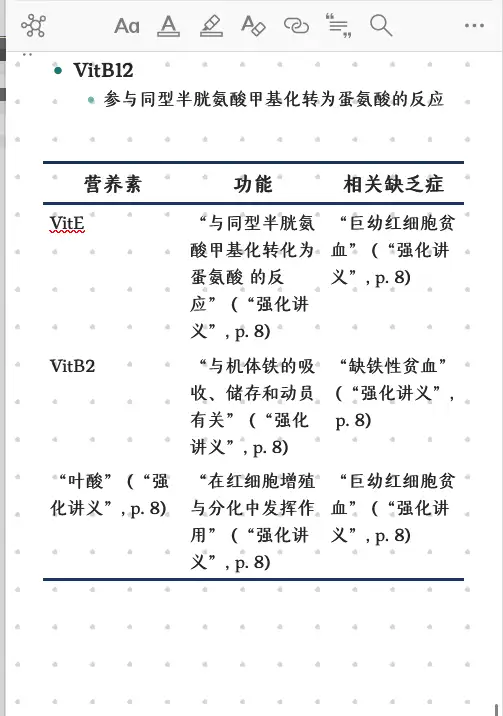 Aa A A
VitB12
参与同型半胱氨酸甲基化转为蛋氨酸的反应
营养素 功能 相关缺乏症
VitE
“与同型半胱氨
酸甲基化转化为
蛋氨酸 的反
应”(“强化讲
义”, p. 8)
“巨幼红细胞贫
血”(“强化讲
义”, p. 8)
VitB2
“与机体铁的吸
收、储存和动员
有关”(“强化
讲义”, p. 8)
“缺铁性贫血”
(“强化讲义”,
p. 8)
“叶酸”(“强
化讲义”, p. 8)
“在红细胞增殖
与分化中发挥作
用”(“强化讲
义”, p. 8)
“巨幼红细胞贫
血”(“强化讲
义”, p. 8)